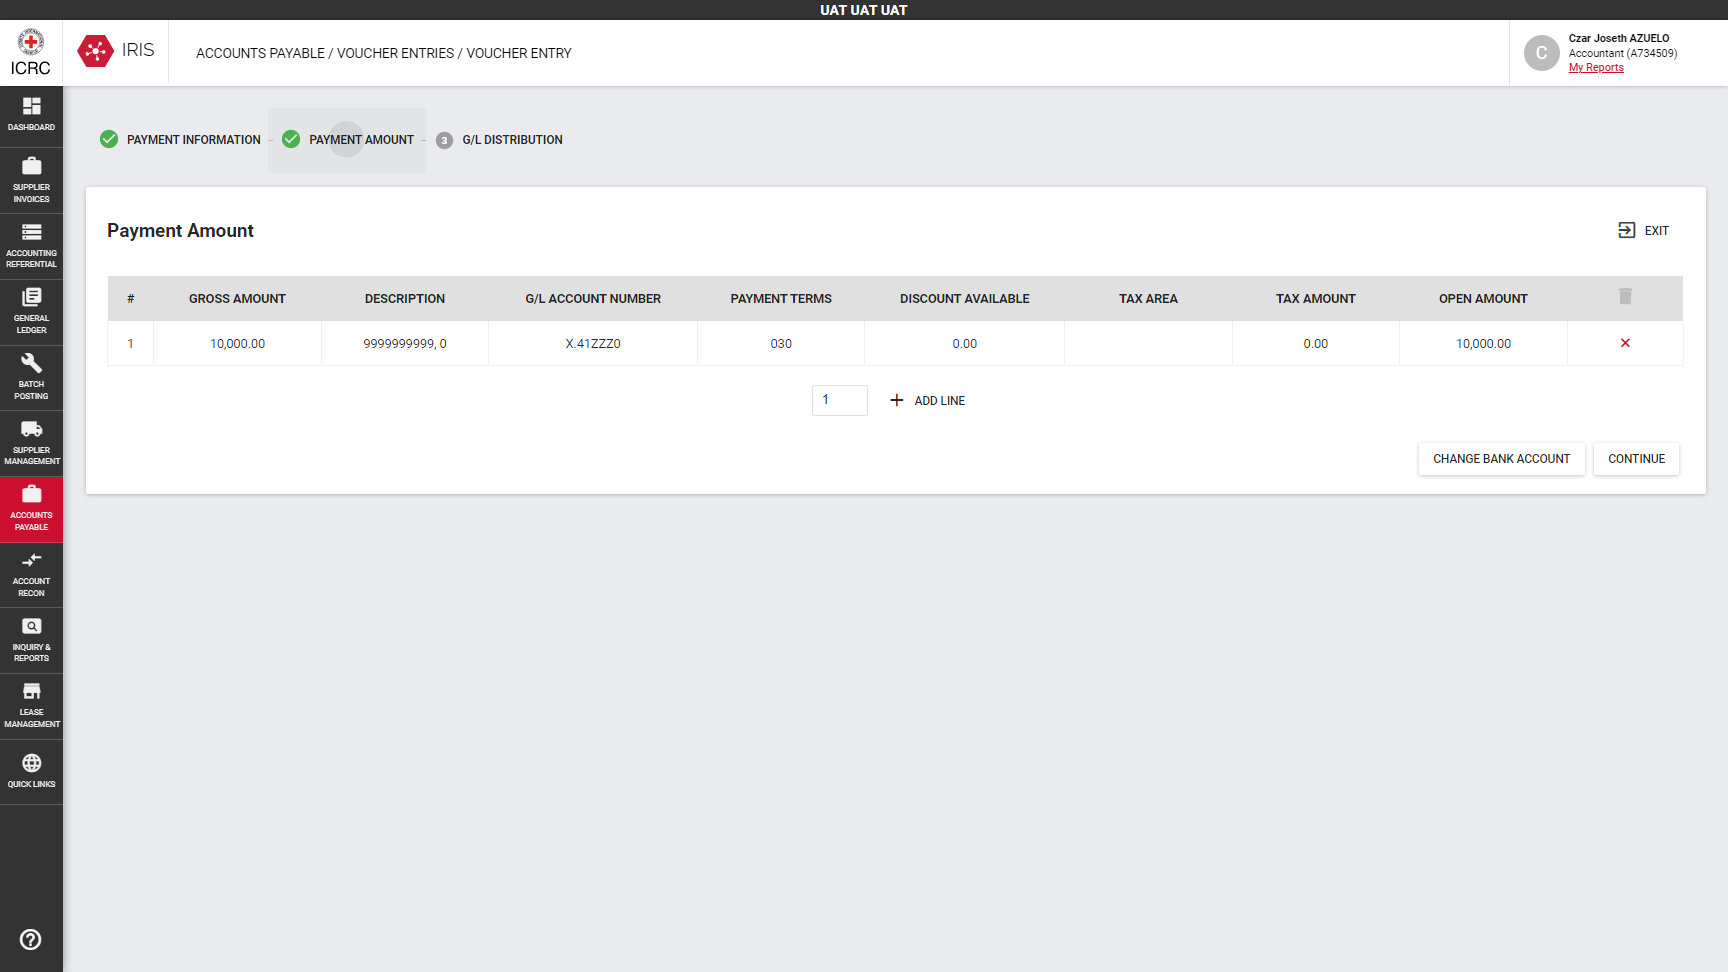 UAT UAT UAT
ICRC
IRIS
ACCOUNTS PAYABLE / VOUCHER ENTRIES / VOUCHER ENTRY
C
Czar Joseth AZUELO
Accountant (A734509)
My Reports
DASHBOARD
SUPPLIER
INVOICES
ACCOUNTING
REFERENTIAL
GENERAL
LEDGER
BATCH
POSTING
SUPPLIER
MANAGEMENT
ACCOUNTS
PAYABLE
ACCOUNT
RECON
INQUIRY &
REPORTS
LEASE
MANAGEMENT
QUICK LINKS
PAYMENT INFORMATION
PAYMENT AMOUNT
3 G/L DISTRIBUTION
Payment Amount
EXIT
# GROSS AMOUNT DESCRIPTION G/L ACCOUNT NUMBER PAYMENT TERMS DISCOUNT AVAILABLE TAX AREA TAX AMOUNT OPEN AMOUNT
1 10,000.00 9999999999, 0 X.41ZZZ0 030 0.00 0.00 10,000.00
1 ADD LINE
CHANGE BANK ACCOUNT CONTINUE